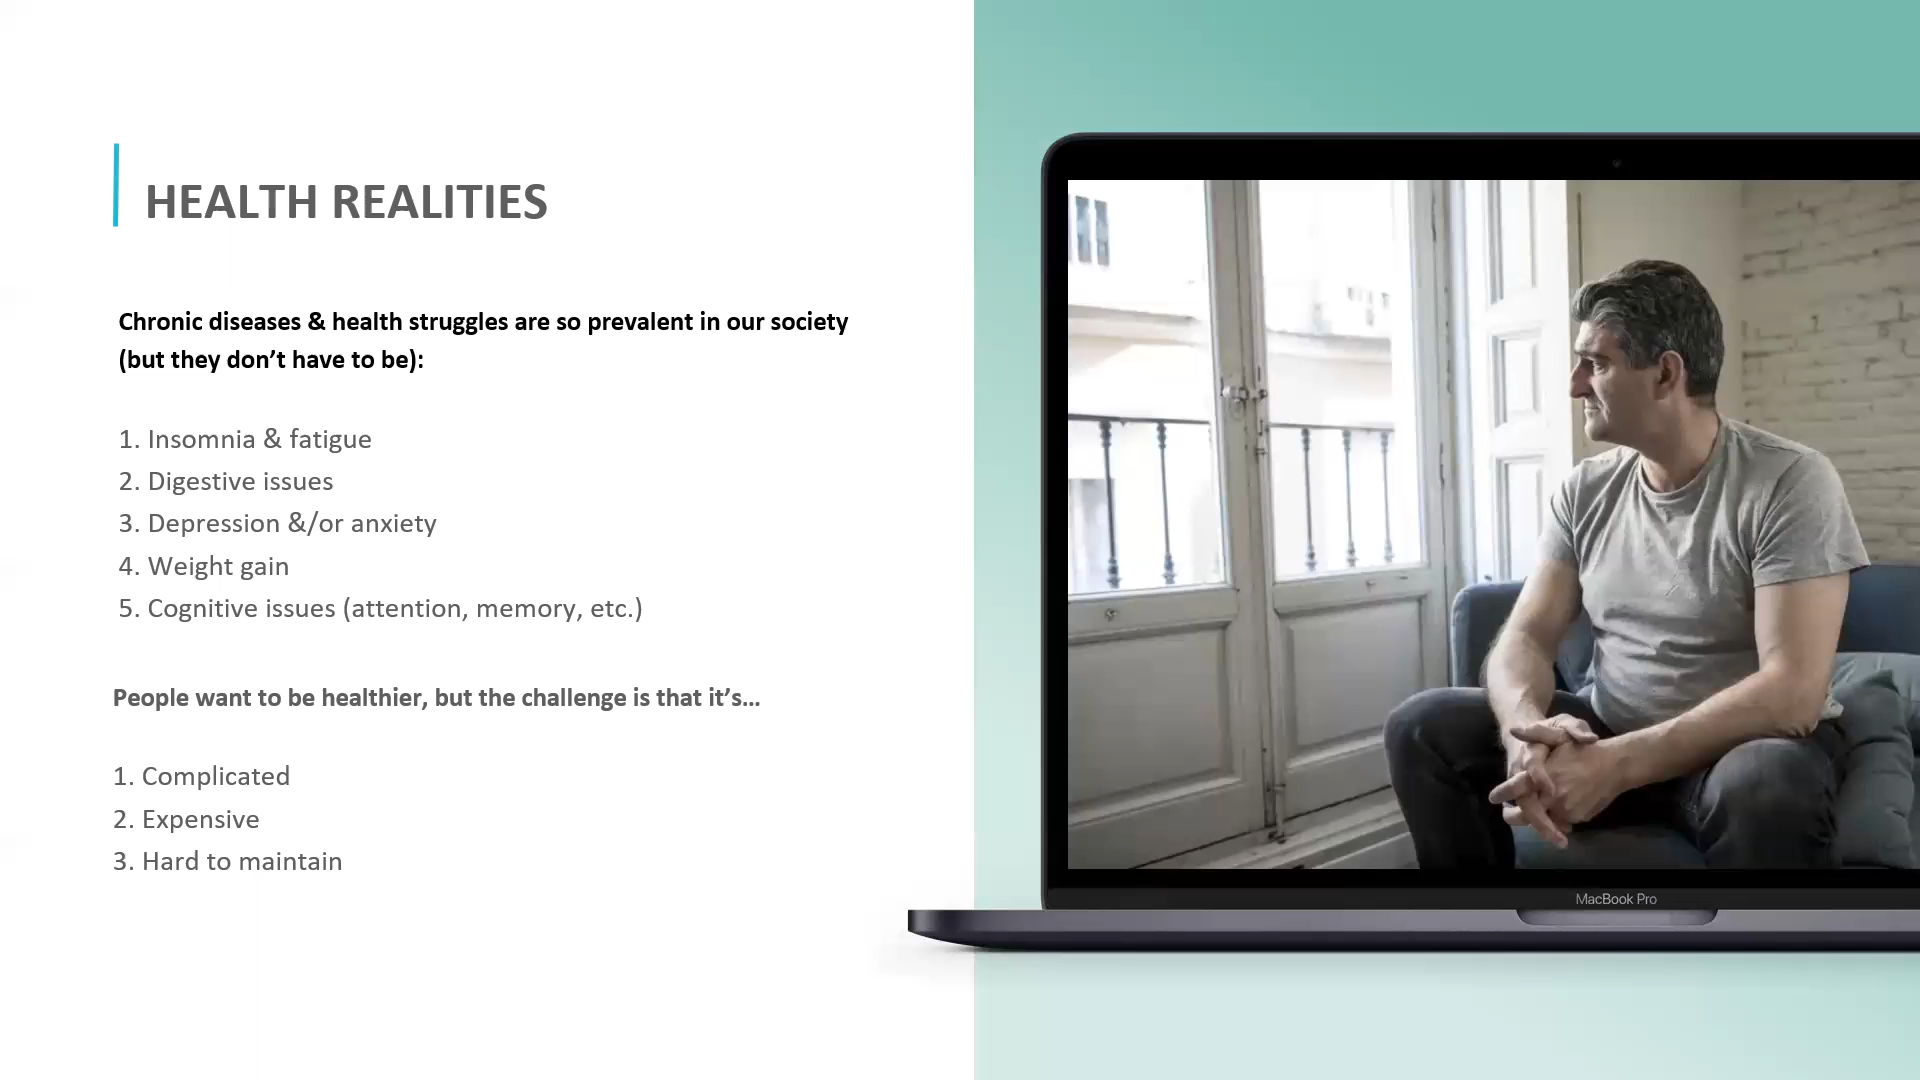 HEALTH REALITIES
Chronic diseases & health struggles are so prevalent in our society
(but they don’t have to be):
1. Insomnia & fatigue
2. Digestive issues
3. Depression &/or anxiety
4. Weight gain
5. Cognitive issues (attention, memory, etc.)
People want to be healthier, but the challenge is that it’s…
1. Complicated
2. Expensive
3. Hard to maintain
MacBook Pro